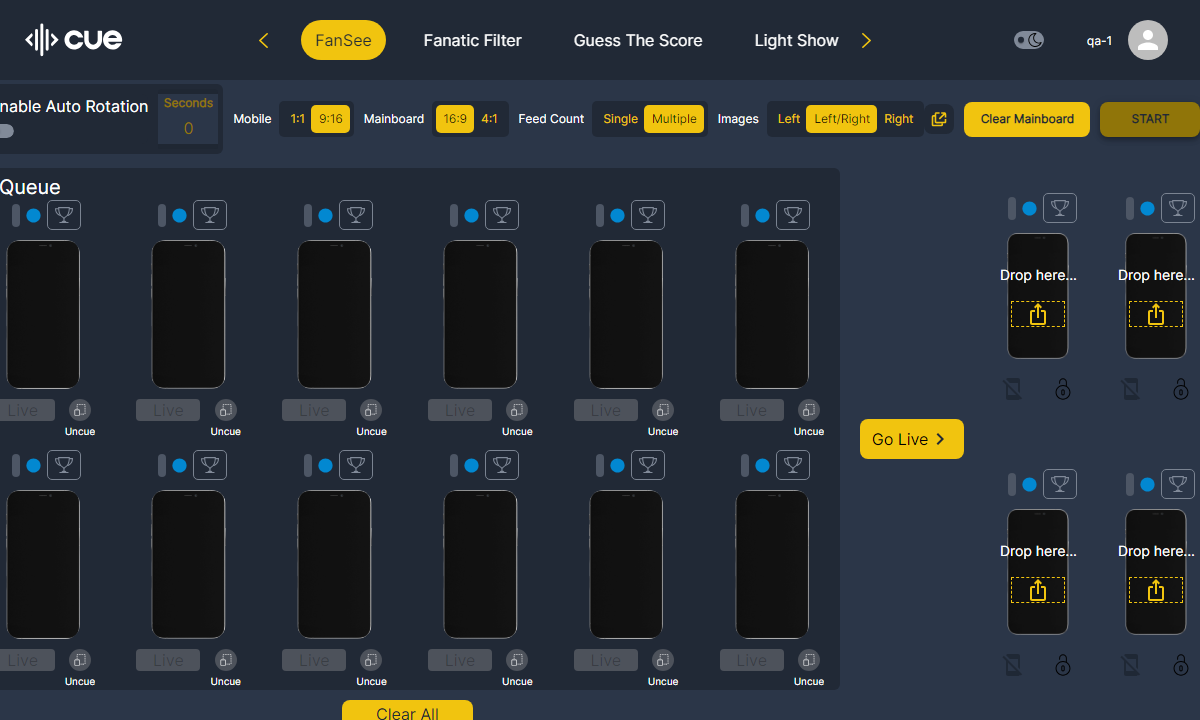 cue
FanSee
Fanatic Filter
Guess The Score
Light Show
qa-1
nable Auto Rotation
Seconds
0
Mobile
1:1
9:16
Mainboard
16:9
4:1
Feed Count
Single
Multiple
Images
Left
Left/Right
Right
Clear Mainboard
START
Queue
Live
Uncue
Live
Uncue
Live
Uncue
Live
Uncue
Live
Uncue
Live
Uncue
Live
Uncue
Live
Uncue
Live
Uncue
Live
Uncue
Live
Uncue
Live
Uncue
Clear All
Go Live
Drop here...
Drop here...
Drop here...
Drop here...